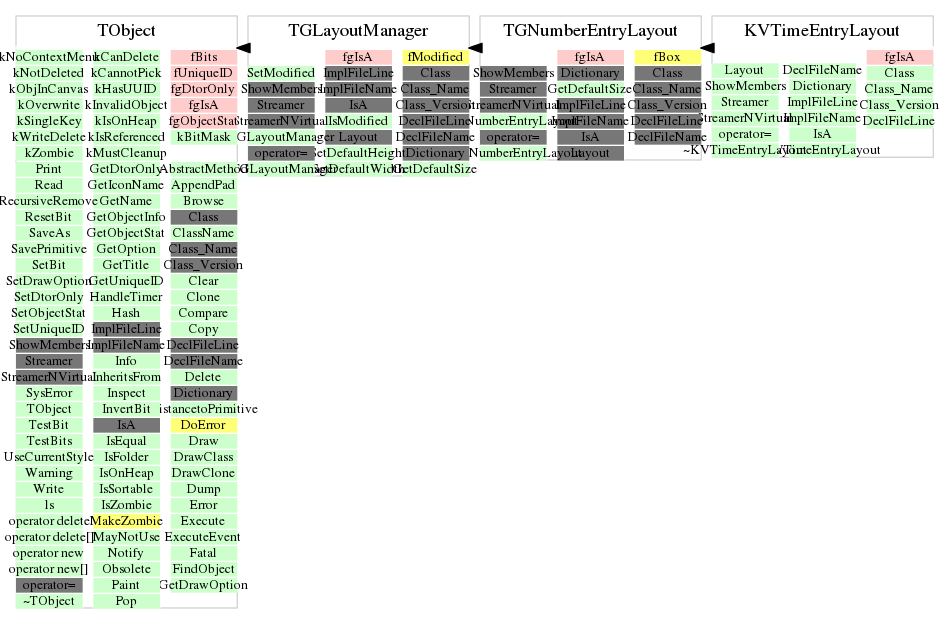 TObject
kNoContextMenu kCanDelete fBits
kNotDeleted kCannotPick fUniqueID
kObjInCanvas kHasUUID fgDtorOnly
kOverwrite kInvalidObject fgIsA
kSingleKey kIsOnHeap fgObjectStat
kWriteDelete kIsReferenced kBitMask
kZombie kMustCleanup
Print GetDtorOnly AbstractMethod
Read GetIconName AppendPad
RecursiveRemove GetName Browse
ResetBit GetObjectInfo Class
SaveAs GetObjectStat ClassName
SavePrimitive GetOption Class_Name
SetBit GetTitle Class_Version
SetDrawOption GetUniqueID Clear
SetDtorOnly HandleTimer Clone
SetObjectStat Hash Compare
SetUniqueID ImplFileLine Copy
ShowMembers ImplFileName DeclFileLine
Streamer Info DeclFileName
StreamerNVirtual InheritsFrom Delete
SysError Inspect Dictionary
TObject InvertBit istancetoPrimitive
TestBit IsA DoError
TestBits IsEqual Draw
UseCurrentStyle IsFolder DrawClass
Warning IsOnHeap DrawClone
Write IsSortable Dump
ls IsZombie Error
operator delete MakeZombie Execute
operator delete[] MayNotUse ExecuteEvent
operator new Notify Fatal
operator new[] Obsolete FindObject
operator= Paint GetDrawOption
~TObject Pop
TGLayoutManager
fgIsA fModified
SetModified ImplFileLine Class
ShowMembers ImplFileName Class_Name
Streamer IsA Class_Version
StreamerNVirtual IsModified DeclFileLine
GLayoutManager Layout DeclFileName
operator= SetDefaultHeight Dictionary
GLayoutManager SetDefaultWidth GetDefaultSize
TGNumberEntryLayout
fgIsA fBox
ShowMembers Dictionary Class
Streamer GetDefaultSize Class_Name
StreamerNVirtual ImplFileLine Class_Version
NumberEntryLayout ImplFileName DeclFileLine
operator= IsA DeclFileName
NumberEntryLayout Layout
KVTimeEntryLayout
fgIsA
Layout DeclFileName Class
ShowMembers Dictionary Class_Name
Streamer ImplFileLine Class_Version
StreamerNVirtual ImplFileName DeclFileLine
operator= IsA
~KVTimeEntryLayout TimeEntryLayout